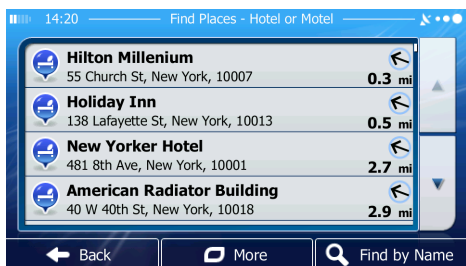 14:20
Find Places - Hotel or Motel
Hilton Millenium
55 Church St, New York, 10007
0.3 mi
Holiday Inn
138 Lafayette St, New York, 10013
0.5 mi
New Yorker Hotel
481 8th Ave, New York, 10001
2.7 mi
American Radiator Building
40 W 40th St, New York, 10018
2.9 mi
Back
More
Find by Name